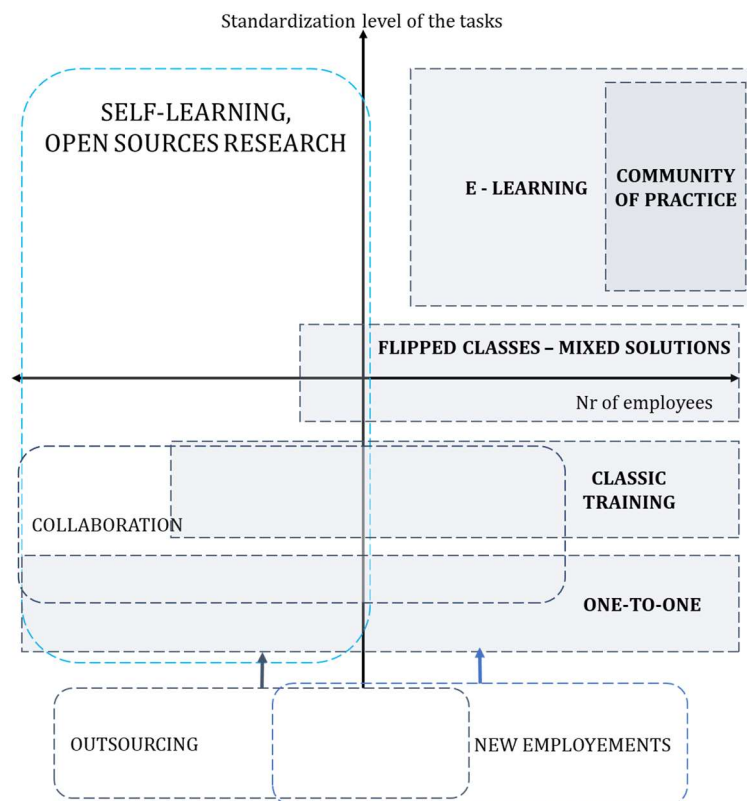 Standardization level of the tasks
SELF-LEARNING,
OPEN SOURCES RESEARCH
E - LEARNING
COMMUNITY
OF PRACTICE
FLIPPED CLASSES – MIXED SOLUTIONS
Nr of employees
CLASSIC
TRAINING
COLLABORATION
ONE-TO-ONE
OUTSOURCING
NEW EMPLOYEMENTS